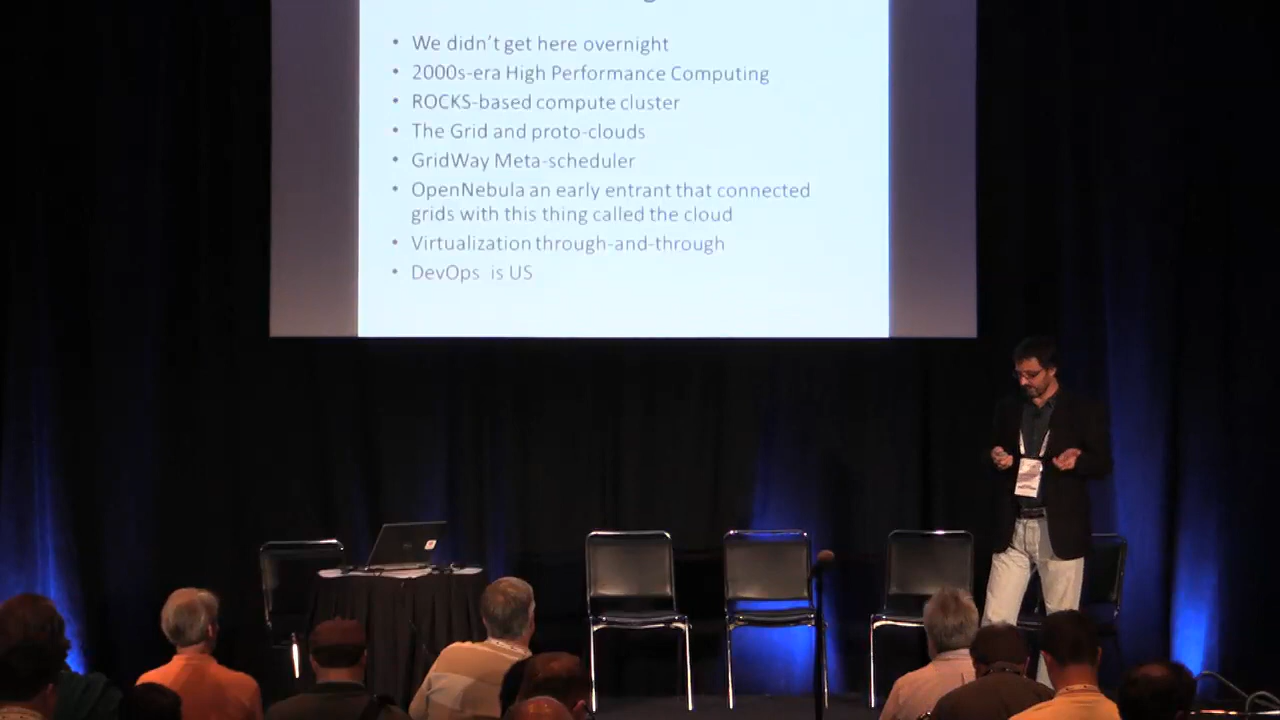 • We didn't get here overnight
• 2000s-era High Performance Computing
• ROCKS-based compute cluster
• The Grid and proto-clouds
• GridWay Meta-scheduler
• OpenNebula an early entrant that connected
grids with this thing called the cloud
• Virtualization through-and-through
• DevOps is US